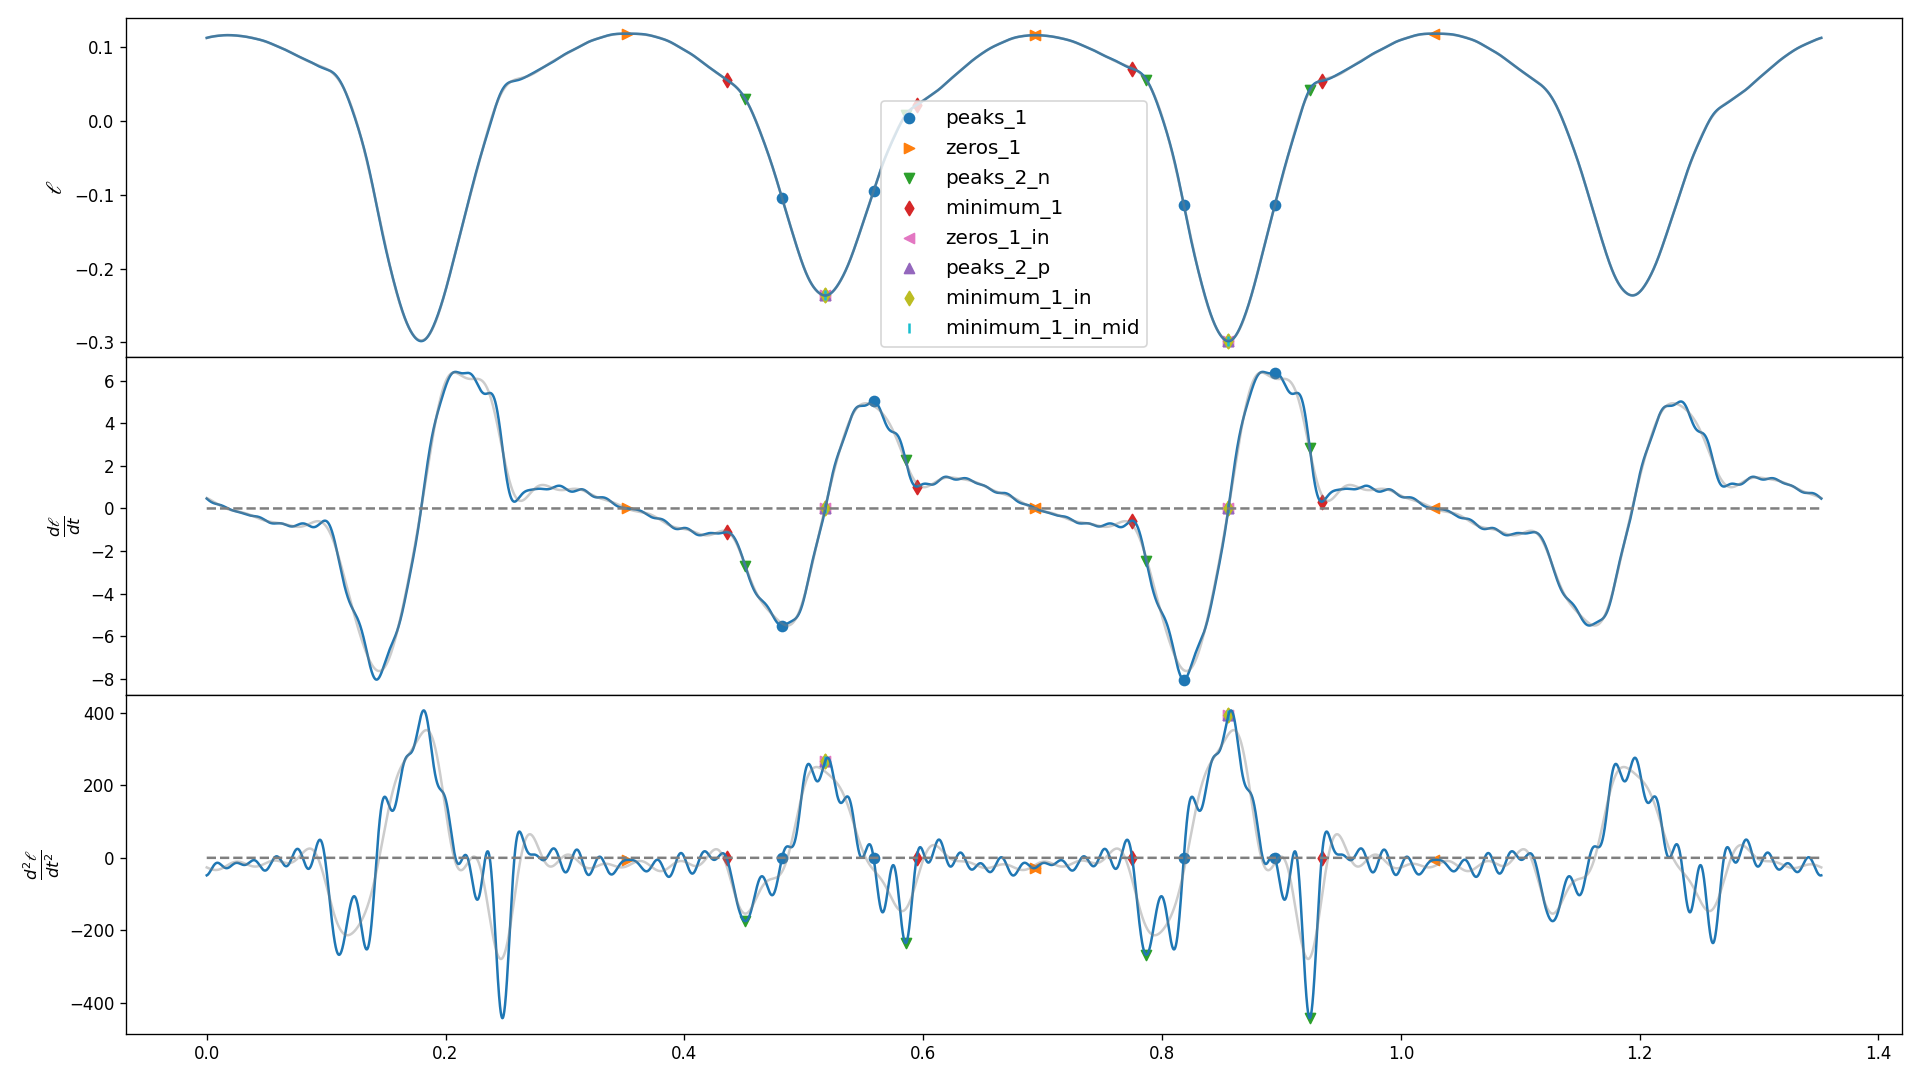 0.1
0.0
−0.1
−0.2
−0.3
ℓ
peaks_1
zeros_1
peaks_2_n
minimum_1
zeros_1_in
peaks_2_p
minimum_1_in
minimum_1_in_mid
6
4
2
0
−2
−4
−6
−8
dℓ
dt
400
200
0
−200
−400
d²ℓ
dt²
0.0 0.2 0.4 0.6 0.8 1.0 1.2 1.4